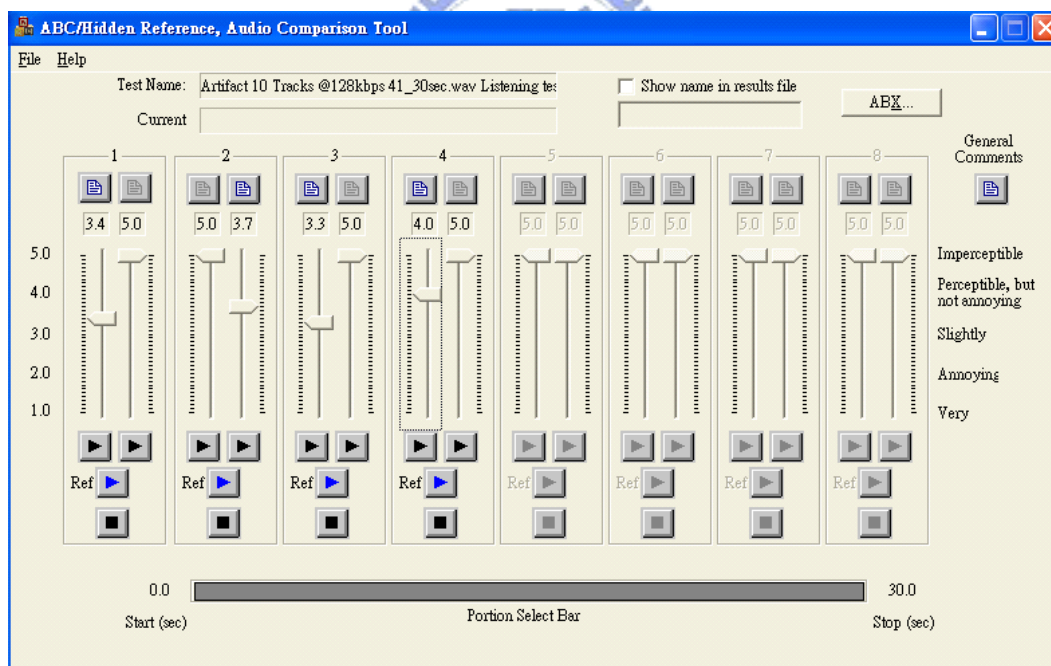 ABC/Hidden Reference, Audio Comparison Tool
File Help
Test Name: Artifact 10 Tracks @128kbps 41_30sec.wav Listening tes
Show name in results file
ABX...
Current
General Comments
1 2 3 4 5 6 7 8
3.4 5.0 5.0 3.7 3.3 5.0 4.0 5.0 5.0 5.0 5.0 5.0 5.0 5.0 5.0 5.0
5.0 Imperceptible
4.0 Perceptible, but not annoying
3.0 Slightly
2.0 Annoying
1.0 Very
Ref Ref Ref Ref Ref Ref Ref Ref
0.0 30.0
Start (sec) Portion Select Bar Stop (sec)